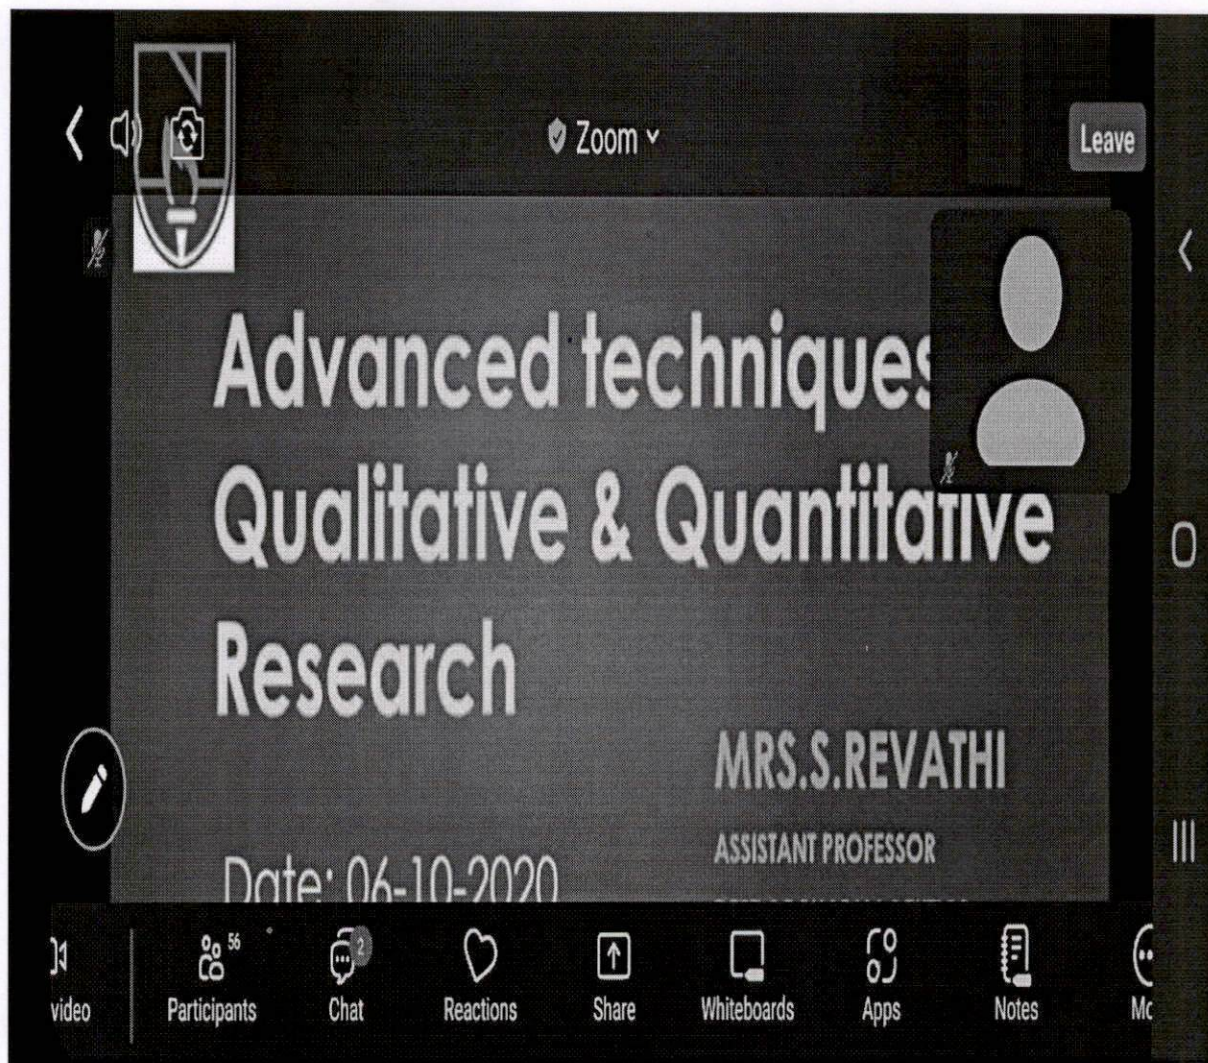 Zoom
Leave
Advanced techniques
Qualitative & Quantitative
Research
MRS.S.REVATHI
ASSISTANT PROFESSOR
Date: 06-10-2020
video
Participants
56
Chat
2
Reactions
Share
Whiteboards
Apps
Notes
Mo